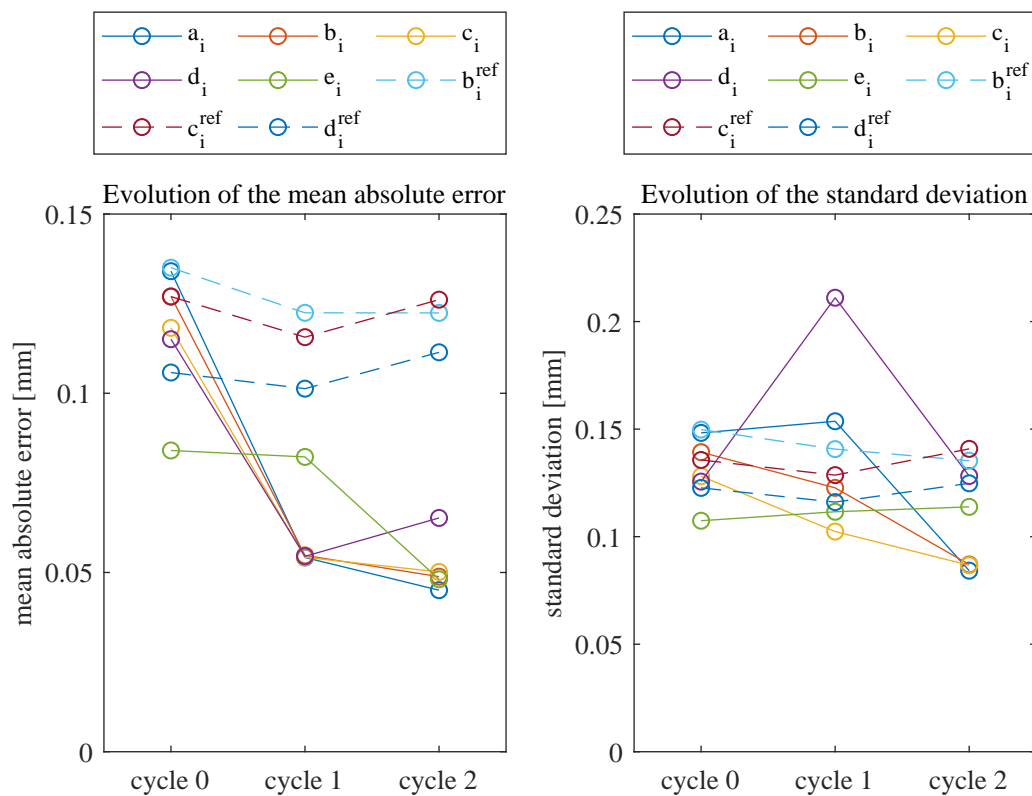 a_i b_i c_i
d_i e_i b_i^ref
c_i^ref d_i^ref
Evolution of the mean absolute error
mean absolute error [mm]
0.15
0.1
0.05
0
cycle 0 cycle 1 cycle 2
a_i b_i c_i
d_i e_i b_i^ref
c_i^ref d_i^ref
Evolution of the standard deviation
standard deviation [mm]
0.25
0.2
0.15
0.1
0.05
0
cycle 0 cycle 1 cycle 2